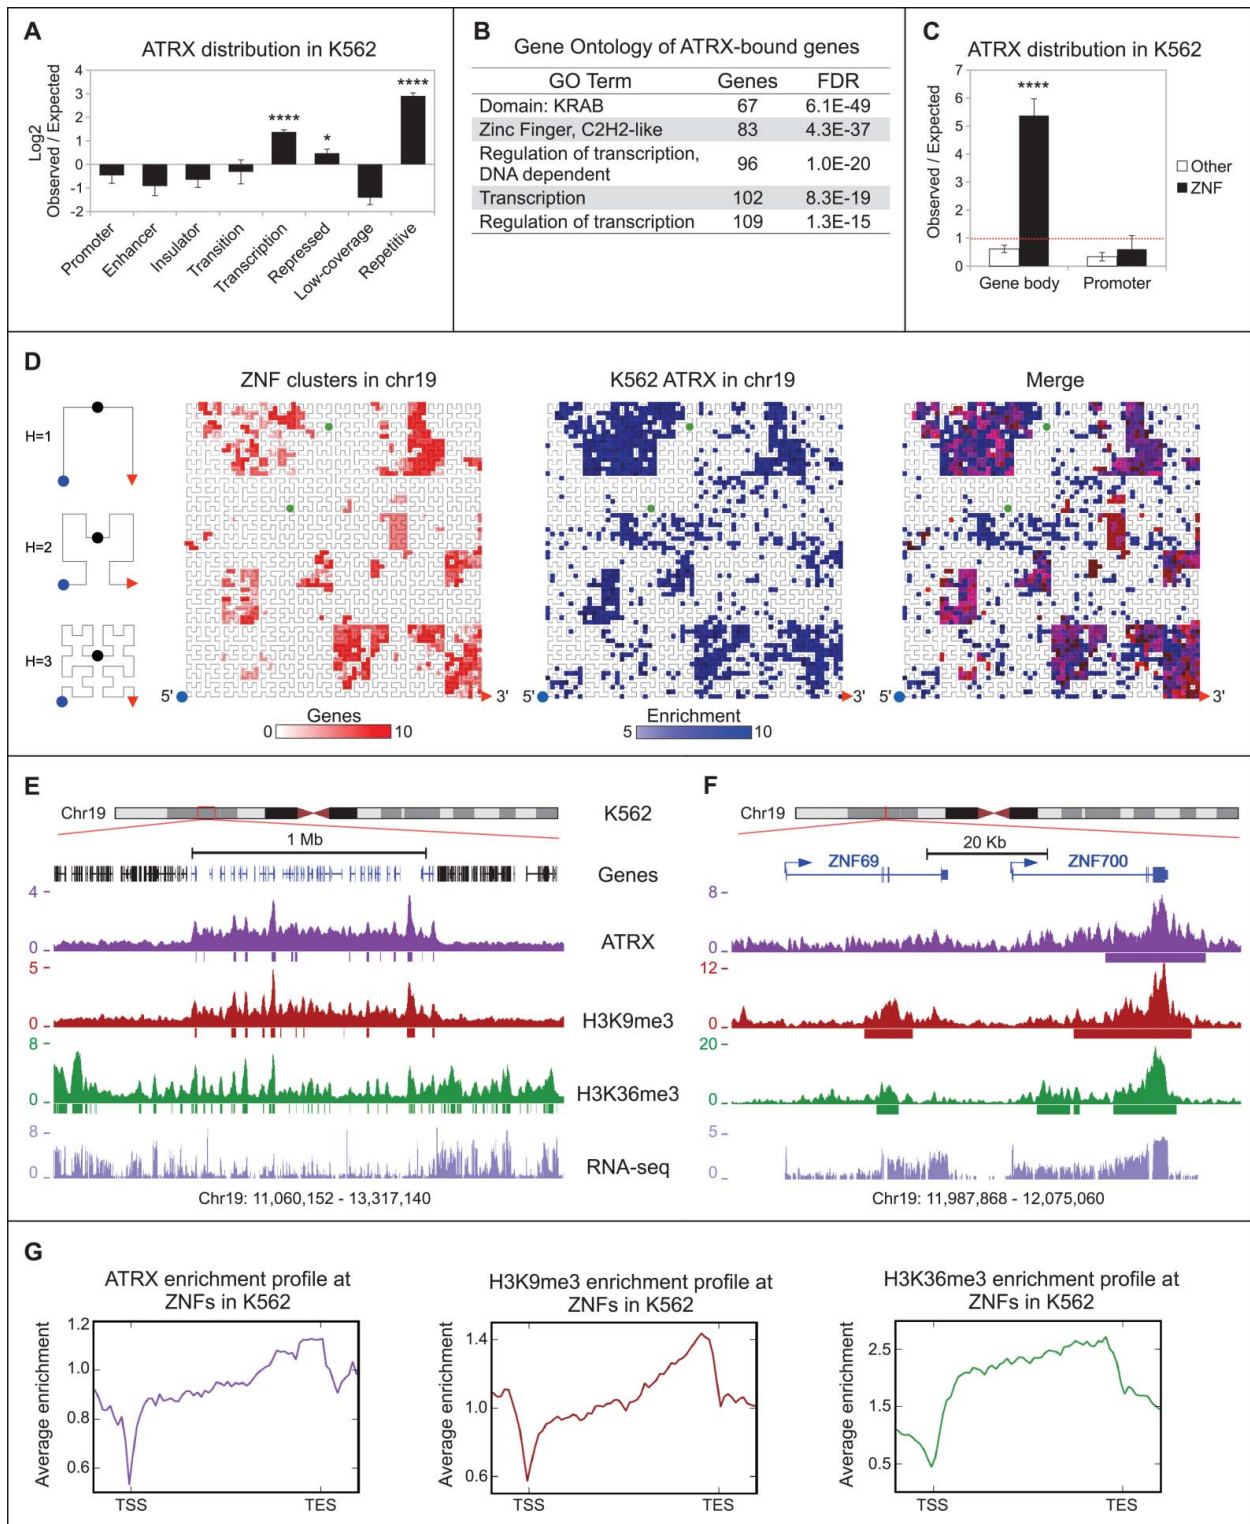 A
ATRX distribution in K562
Log2
Observed / Expected
4
3
2
1
0
-1
-2
****
*
****
Promoter
Enhancer
Insulator
Transition
Transcription
Repressed
Low-coverage
Repetitive
B
Gene Ontology of ATRX-bound genes
GO Term Genes FDR
Domain: KRAB 67 6.1E-49
Zinc Finger, C2H2-like 83 4.3E-37
Regulation of transcription,
DNA dependent 96 1.0E-20
Transcription 102 8.3E-19
Regulation of transcription 109 1.3E-15
C
ATRX distribution in K562
Observed / Expected
7
6
5
4
3
2
1
0
****
Other
ZNF
Gene body Promoter
D
ZNF clusters in chr19
K562 ATRX in chr19
Merge
H=1
H=2
H=3
5' 3'
5' 3'
5' 3'
Genes
0 10
Enrichment
5 10
E
Chr19
K562
1 Mb
Genes
4
0
ATRX
5
0
H3K9me3
8
0
H3K36me3
8
0
RNA-seq
Chr19: 11,060,152 - 13,317,140
F
Chr19
20 Kb
ZNF69
ZNF700
8
0
12
0
20
0
5
0
Chr19: 11,987,868 - 12,075,060
G
ATRX enrichment profile at
ZNFs in K562
Average enrichment
1.2
1.0
0.8
0.6
TSS TES
H3K9me3 enrichment profile at
ZNFs in K562
Average enrichment
1.4
1.0
0.6
TSS TES
H3K36me3 enrichment profile at
ZNFs in K562
Average enrichment
2.5
1.5
0.5
TSS TES